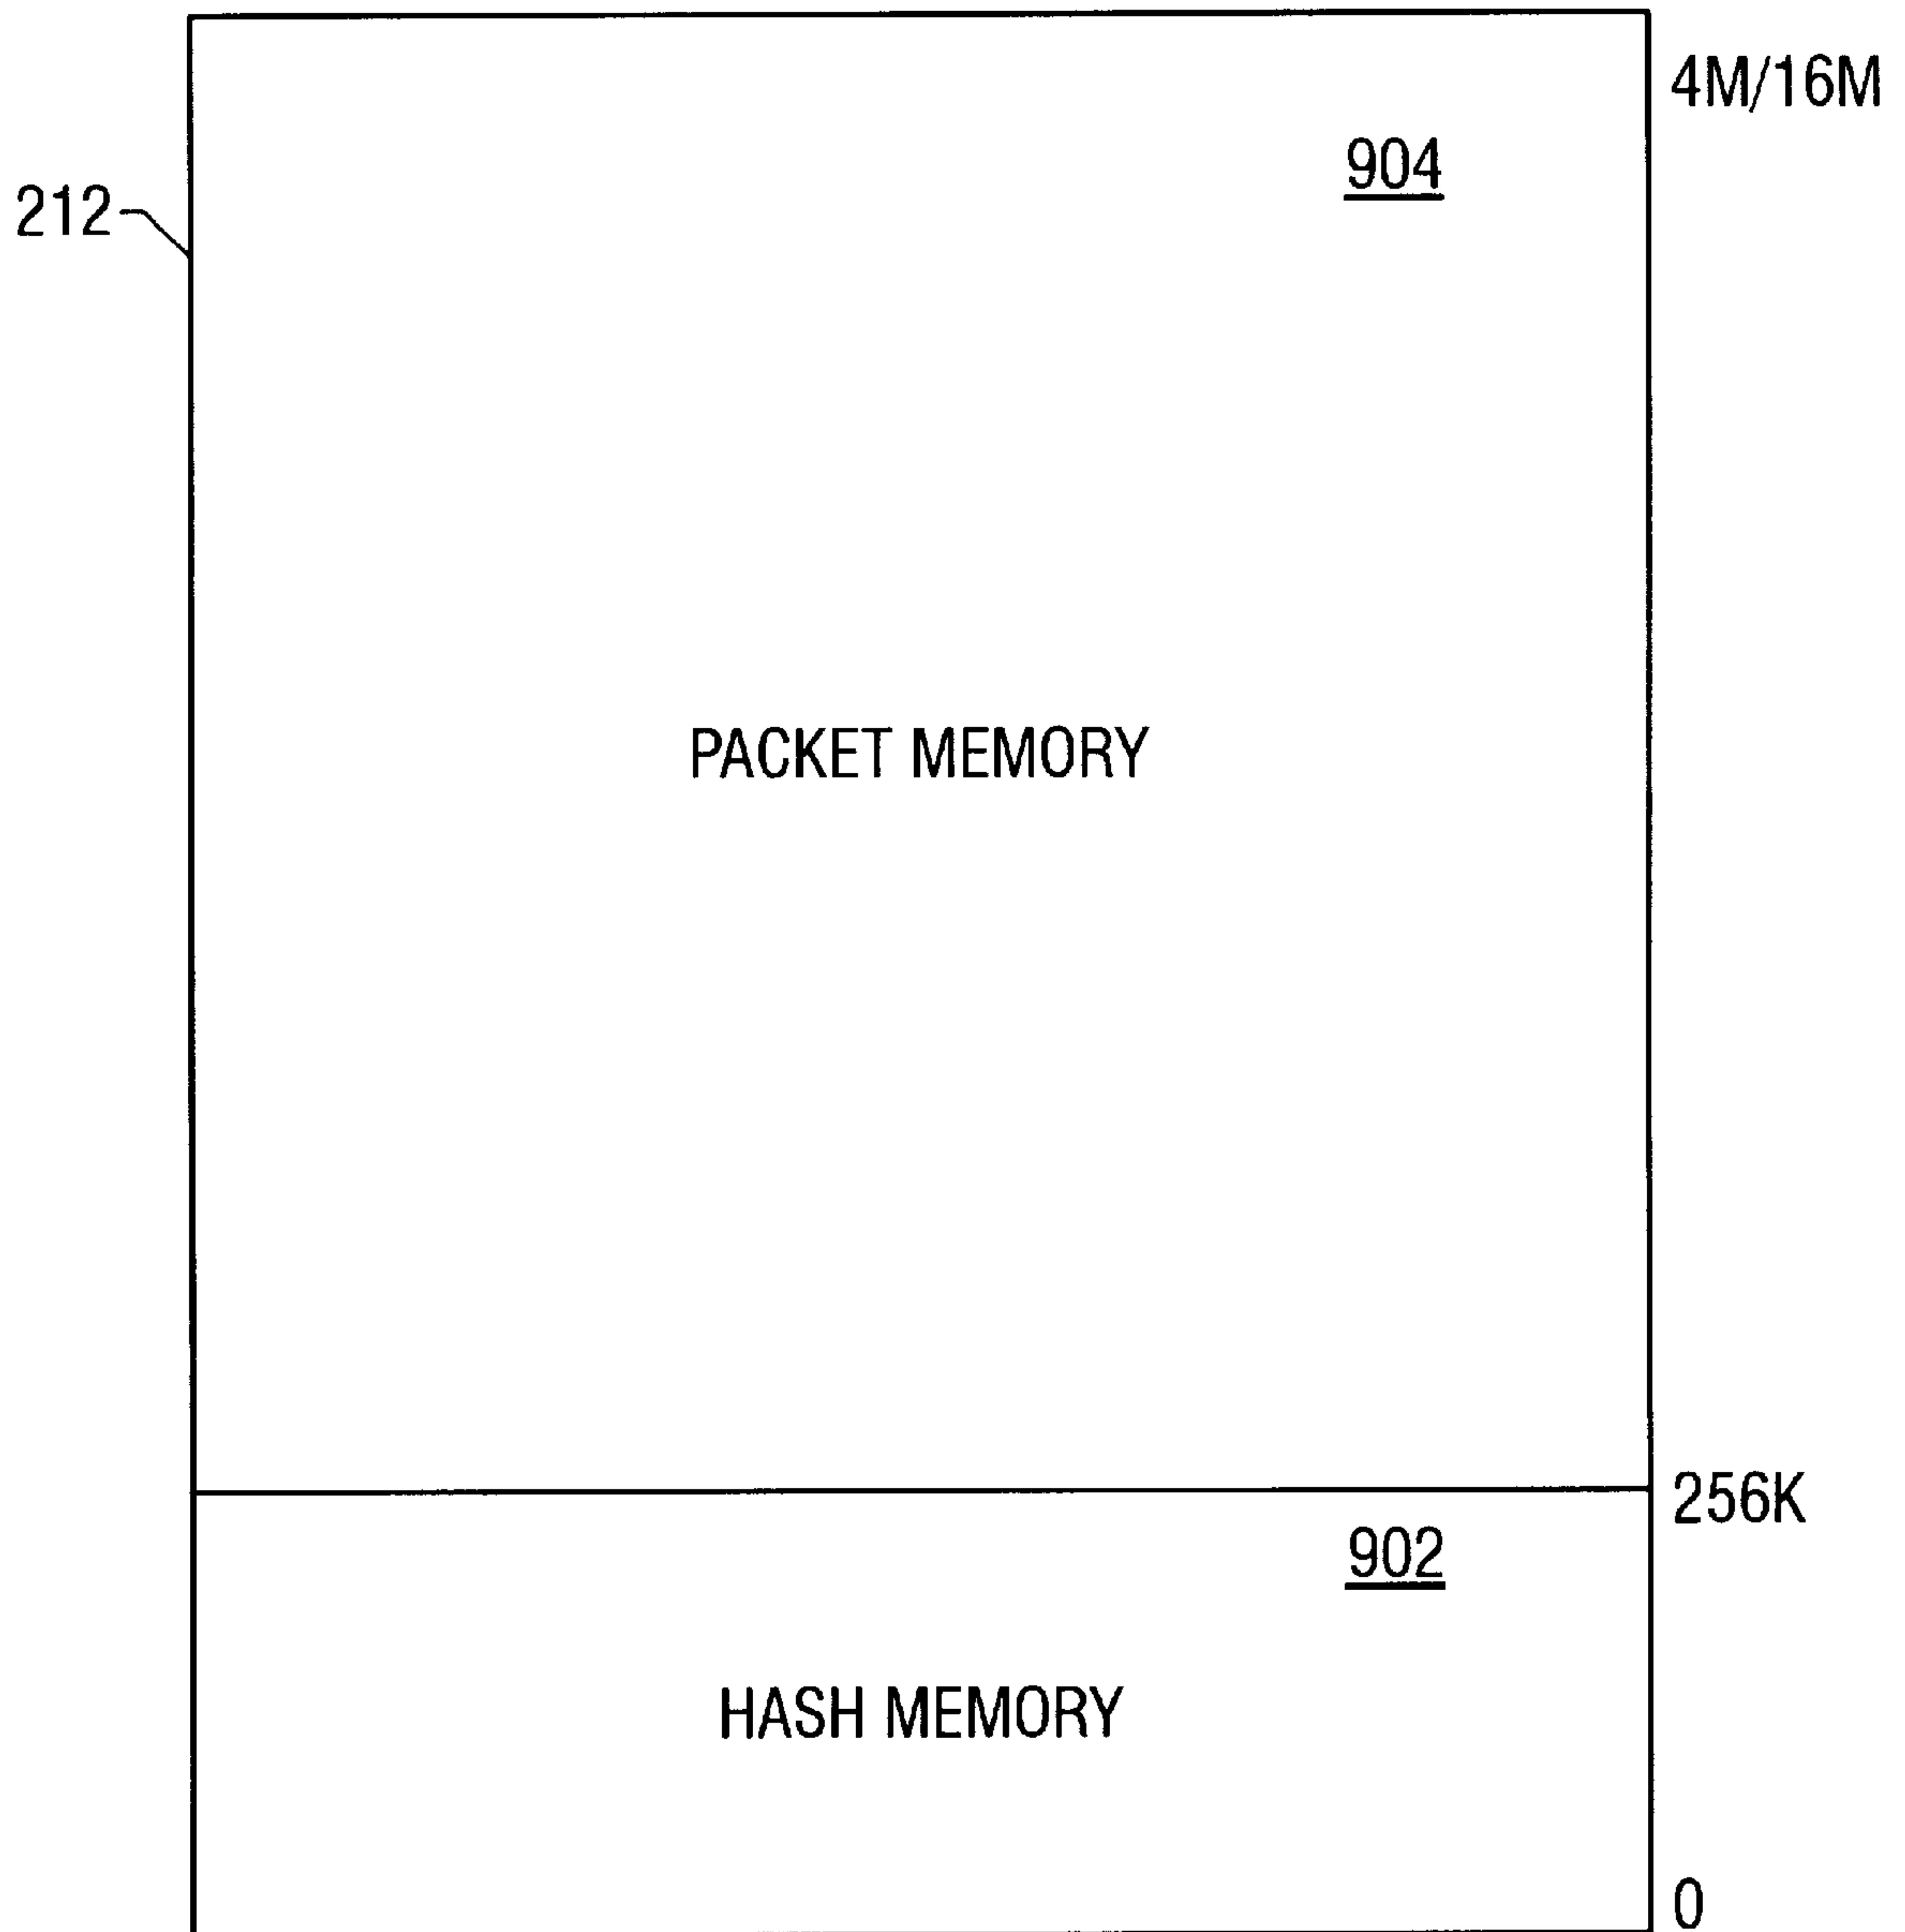 4M/16M
904
212
PACKET MEMORY
256K
902
HASH MEMORY
0